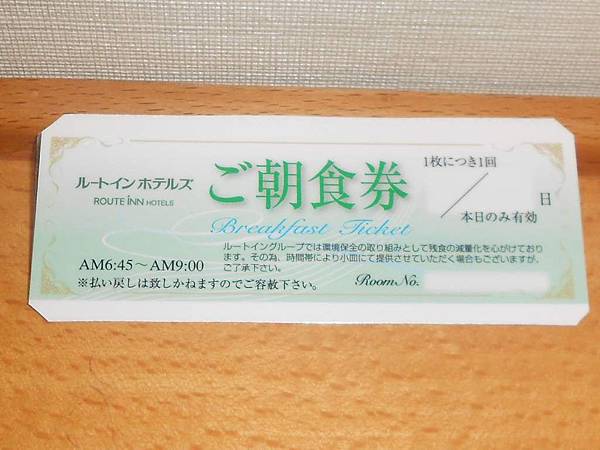 ルートイン ホテルズ
ROUTE INN HOTELS
ご朝食券
Breakfast Ticket
1枚につき1回
／ 日
本日のみ有効
ルートイングループでは環境保全の取り組みとして残食の減量化を心がけており
ます。その為、時間帯により小皿にて提供させていただく場合もございますが、
ご了承下さい。
AM6:45～AM9:00
※払い戻しは致しかねますのでご容赦下さい。
Room No.